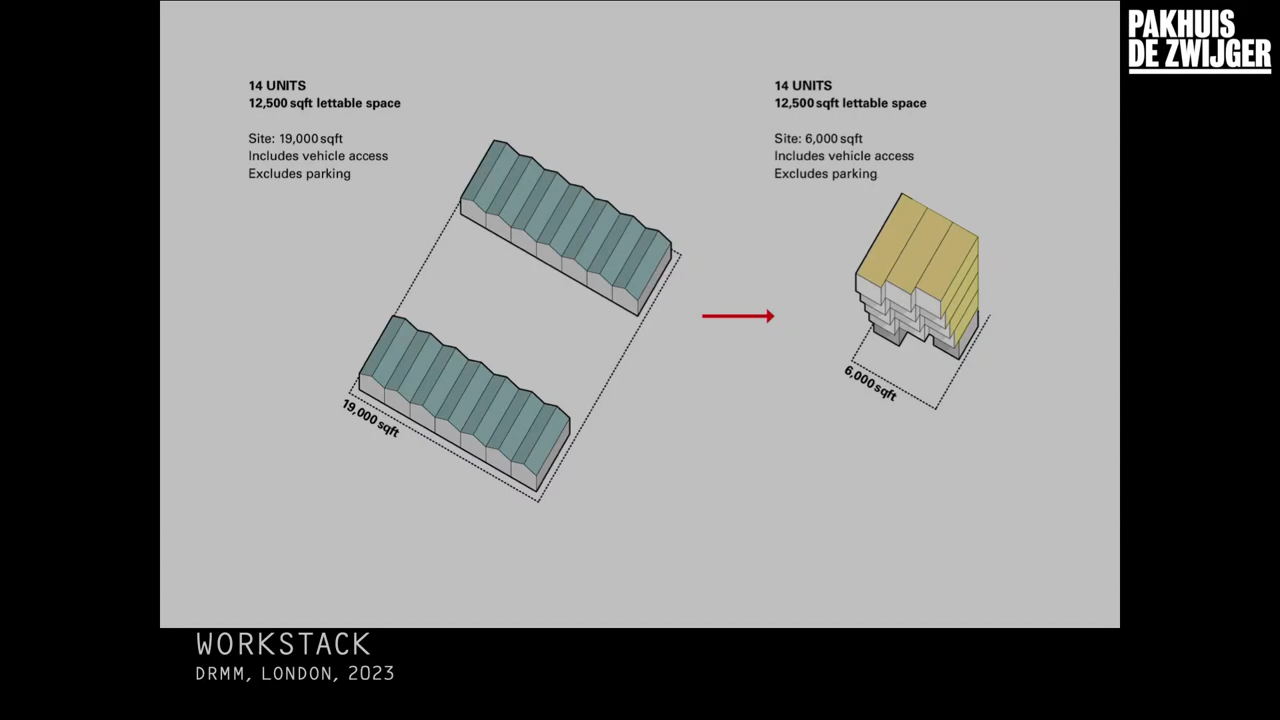 PAKHUIS
DE ZWIJGER
14 UNITS
12,500 sqft lettable space
Site: 19,000 sqft
Includes vehicle access
Excludes parking
19,000 sqft
14 UNITS
12,500 sqft lettable space
Site: 6,000 sqft
Includes vehicle access
Excludes parking
6,000 sqft
WORKSTACK
DRMM, LONDON, 2023